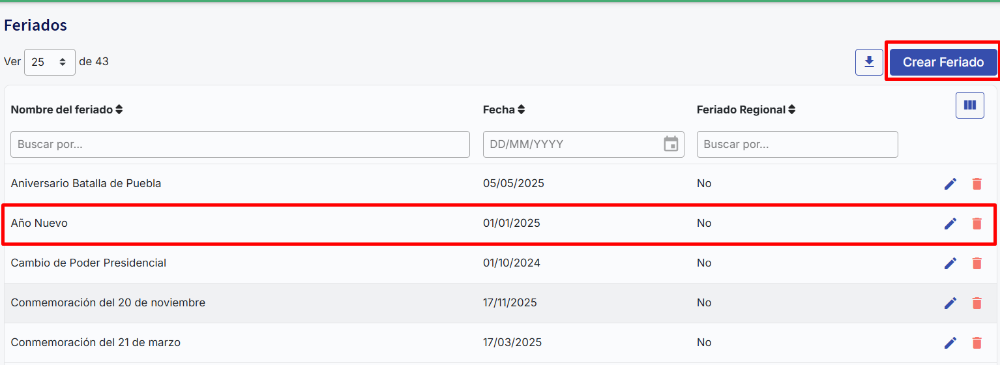 Feriados
Ver 25 de 43
Crear Feriado
Nombre del feriado Fecha Feriado Regional
Buscar por... DD/MM/YYYY Buscar por...
Aniversario Batalla de Puebla 05/05/2025 No
Año Nuevo 01/01/2025 No
Cambio de Poder Presidencial 01/10/2024 No
Conmemoración del 20 de noviembre 17/11/2025 No
Conmemoración del 21 de marzo 17/03/2025 No